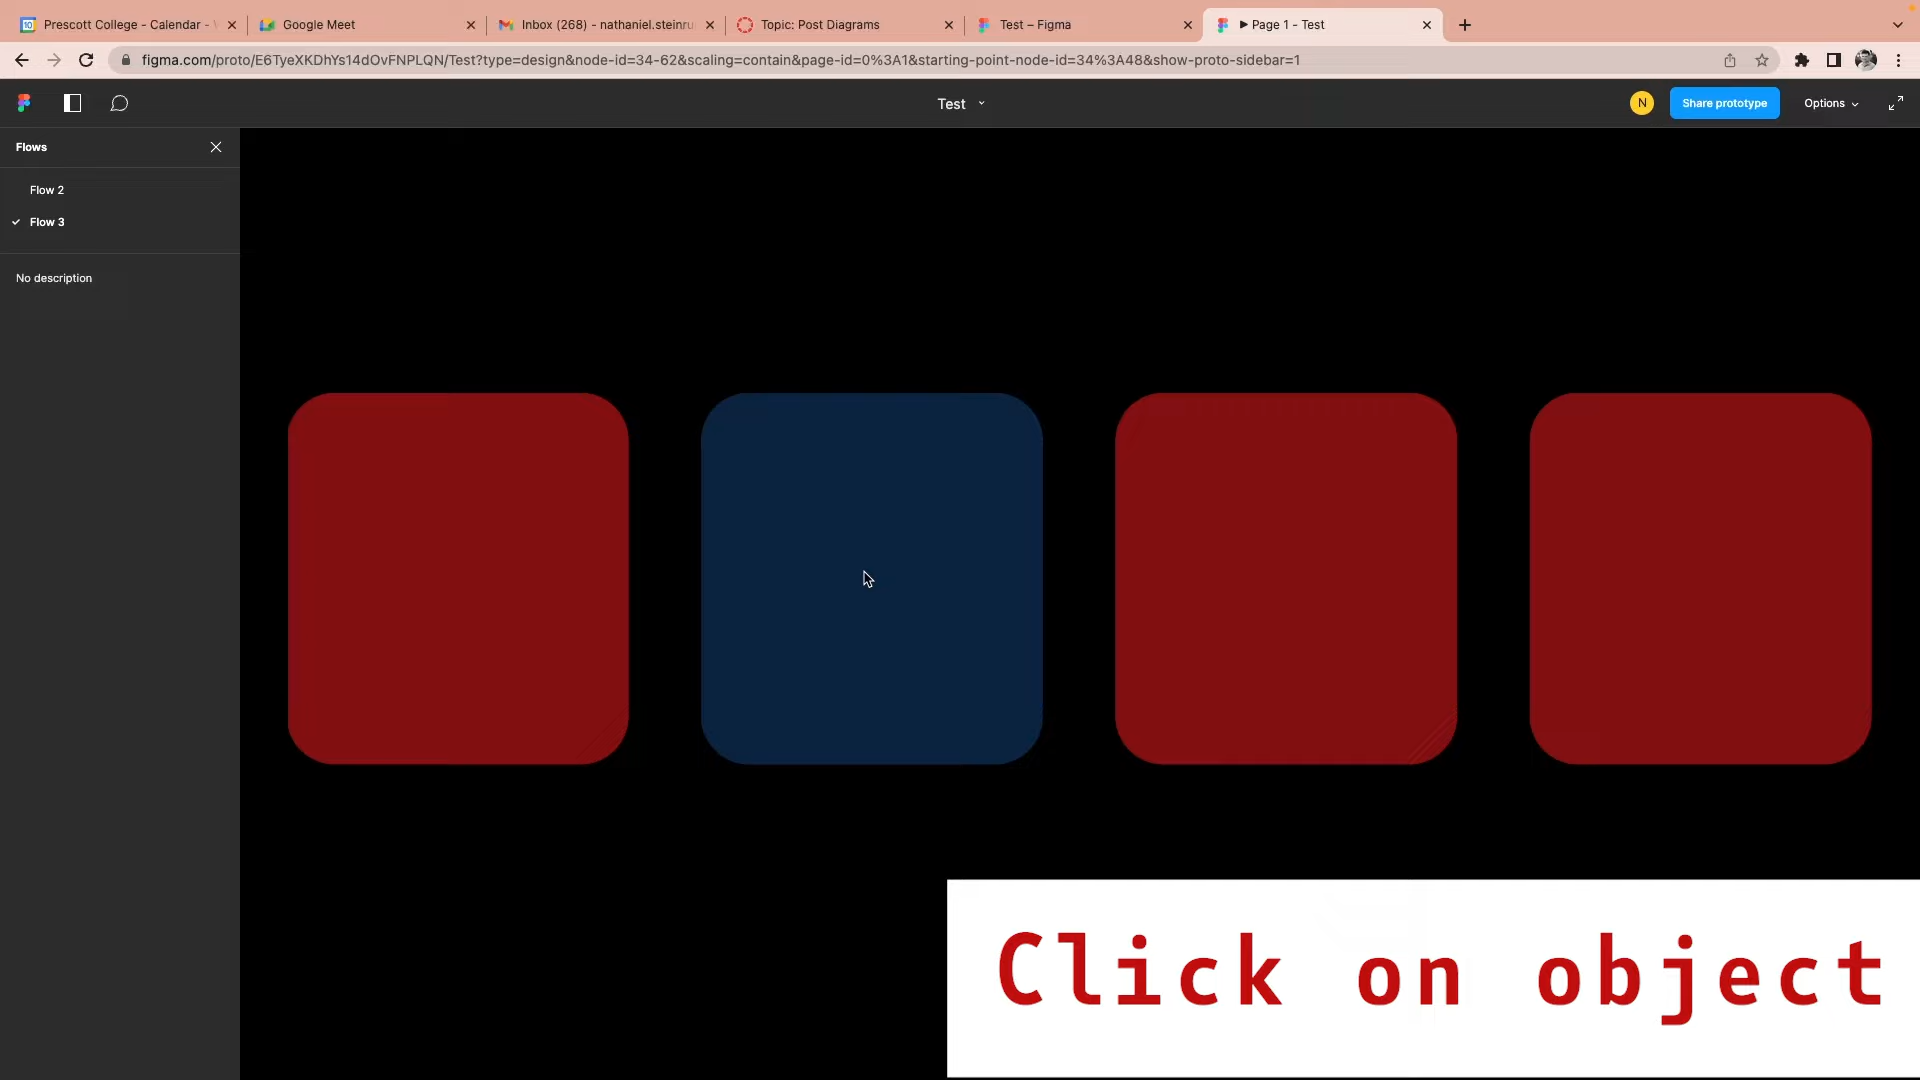 Prescott College - Calendar -
Google Meet
Inbox (268) - nathaniel.steinru
Topic: Post Diagrams
Test – Figma
Page 1 - Test
figma.com/proto/E6TyeXKDhYs14dOvFNPLQN/Test?type=design&node-id=34-62&scaling=contain&page-id=0%3A1&starting-point-node-id=34%3A48&show-proto-sidebar=1
Test
N
Share prototype
Options
Flows
Flow 2
Flow 3
No description
Click on object